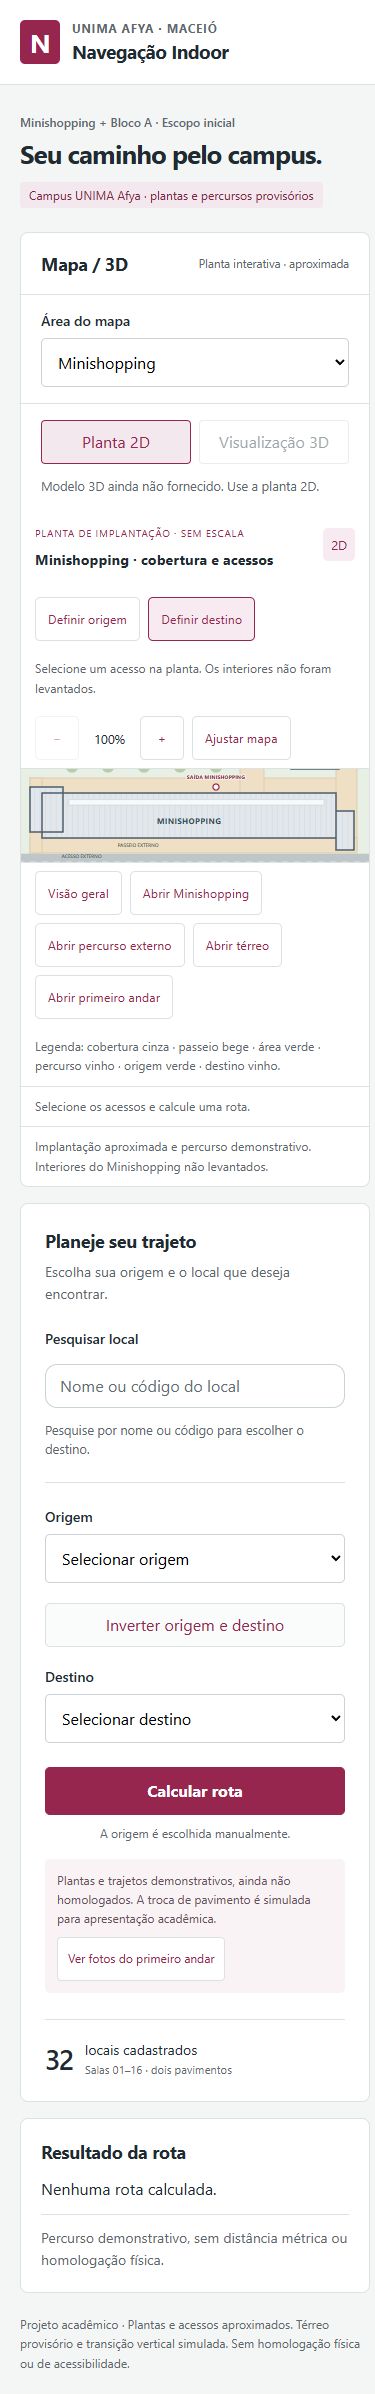 N
UNIMA AFYA · MACEIÓ
Navegação Indoor
Minishopping + Bloco A · Escopo inicial
Seu caminho pelo campus.
Campus UNIMA Afya · plantas e percursos provisórios
Mapa / 3D
Planta interativa · aproximada
Área do mapa
Minishopping
Planta 2D
Visualização 3D
Modelo 3D ainda não fornecido. Use a planta 2D.
PLANTA DE IMPLANTAÇÃO · SEM ESCALA
Minishopping · cobertura e acessos
2D
Definir origem
Definir destino
Selecione um acesso na planta. Os interiores não foram
levantados.
−
100%
+
Ajustar mapa
SAÍDA MINISHOPPING
MINISHOPPING
PASSEIO EXTERNO
ACESSO EXTERNO
Visão geral
Abrir Minishopping
Abrir percurso externo
Abrir térreo
Abrir primeiro andar
Legenda: cobertura cinza · passeio bege · área verde ·
percurso vinho · origem verde · destino vinho.
Selecione os acessos e calcule uma rota.
Implantação aproximada e percurso demonstrativo.
Interiores do Minishopping não levantados.
Planeje seu trajeto
Escolha sua origem e o local que deseja
encontrar.
Pesquisar local
Nome ou código do local
Pesquise por nome ou código para escolher o
destino.
Origem
Selecionar origem
Inverter origem e destino
Destino
Selecionar destino
Calcular rota
A origem é escolhida manualmente.
Plantas e trajetos demonstrativos, ainda não
homologados. A troca de pavimento é simulada
para apresentação acadêmica.
Ver fotos do primeiro andar
32
locais cadastrados
Salas 01–16 · dois pavimentos
Resultado da rota
Nenhuma rota calculada.
Percurso demonstrativo, sem distância métrica ou
homologação física.
Projeto acadêmico · Plantas e acessos aproximados. Térreo
provisório e transição vertical simulada. Sem homologação física
ou de acessibilidade.